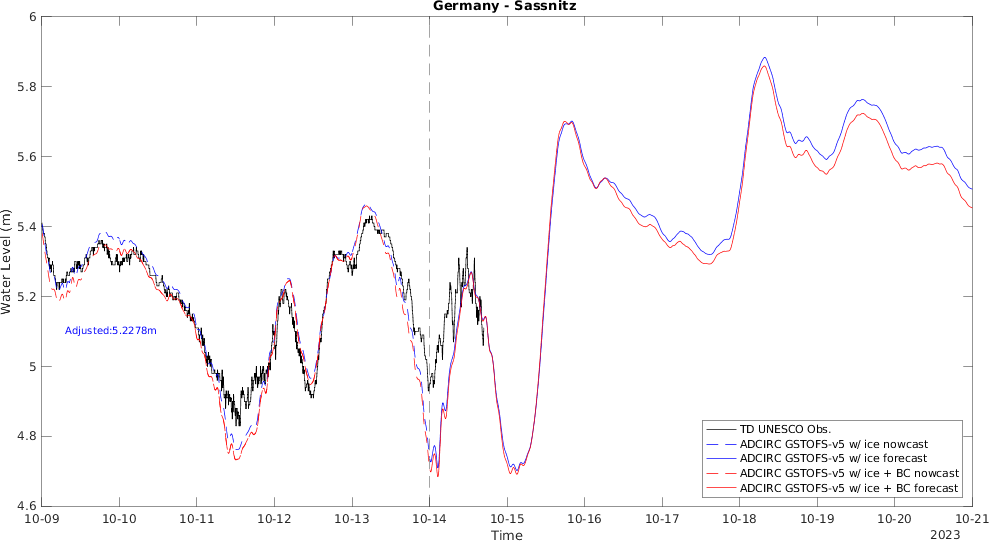 Germany - Sassnitz
6
5.8
5.6
5.4
5.2
5
4.8
4.6
Water Level (m)
Adjusted:5.2278m
TD UNESCO Obs.
ADCIRC GSTOFS-v5 w/ ice nowcast
ADCIRC GSTOFS-v5 w/ ice forecast
ADCIRC GSTOFS-v5 w/ ice + BC nowcast
ADCIRC GSTOFS-v5 w/ ice + BC forecast
10-09 10-10 10-11 10-12 10-13 10-14 10-15 10-16 10-17 10-18 10-19 10-20 10-21
Time
2023